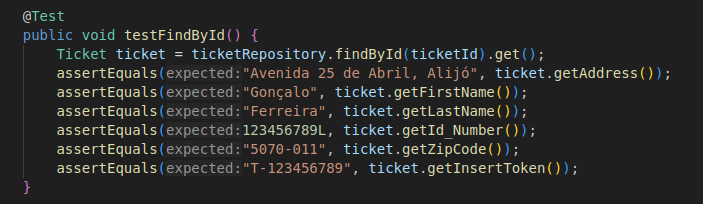 @Test
public void testFindById() {
Ticket ticket = ticketRepository.findById(ticketId).get();
assertEquals(expected:"Avenida 25 de Abril, Alijó", ticket.getAddress());
assertEquals(expected:"Gonçalo", ticket.getFirstName());
assertEquals(expected:"Ferreira", ticket.getLastName());
assertEquals(expected:123456789L, ticket.getId_Number());
assertEquals(expected:"5070-011", ticket.getZipCode());
assertEquals(expected:"T-123456789", ticket.getInsertToken());
}